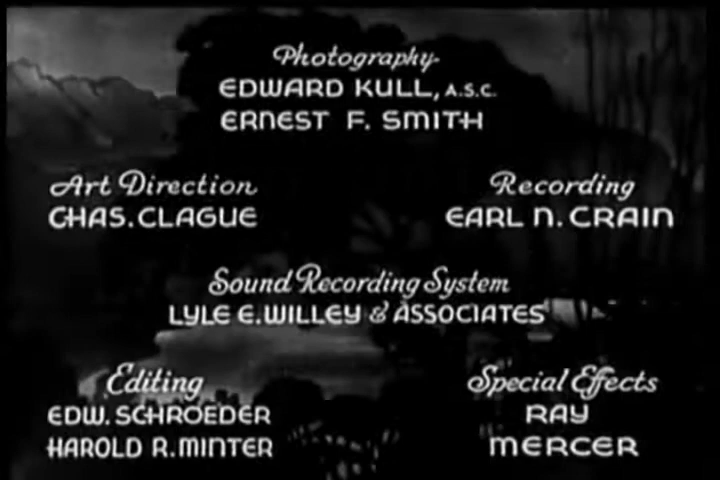 Photography
EDWARD KULL, A.S.C.
ERNEST F. SMITH
Art Direction
CHAS. CLAGUE
Recording
EARL N. CRAIN
Sound Recording System
LYLE E. WILLEY & ASSOCIATES
Editing
EDW. SCHROEDER
HAROLD R. MINTER
Special Effects
RAY
MERCER